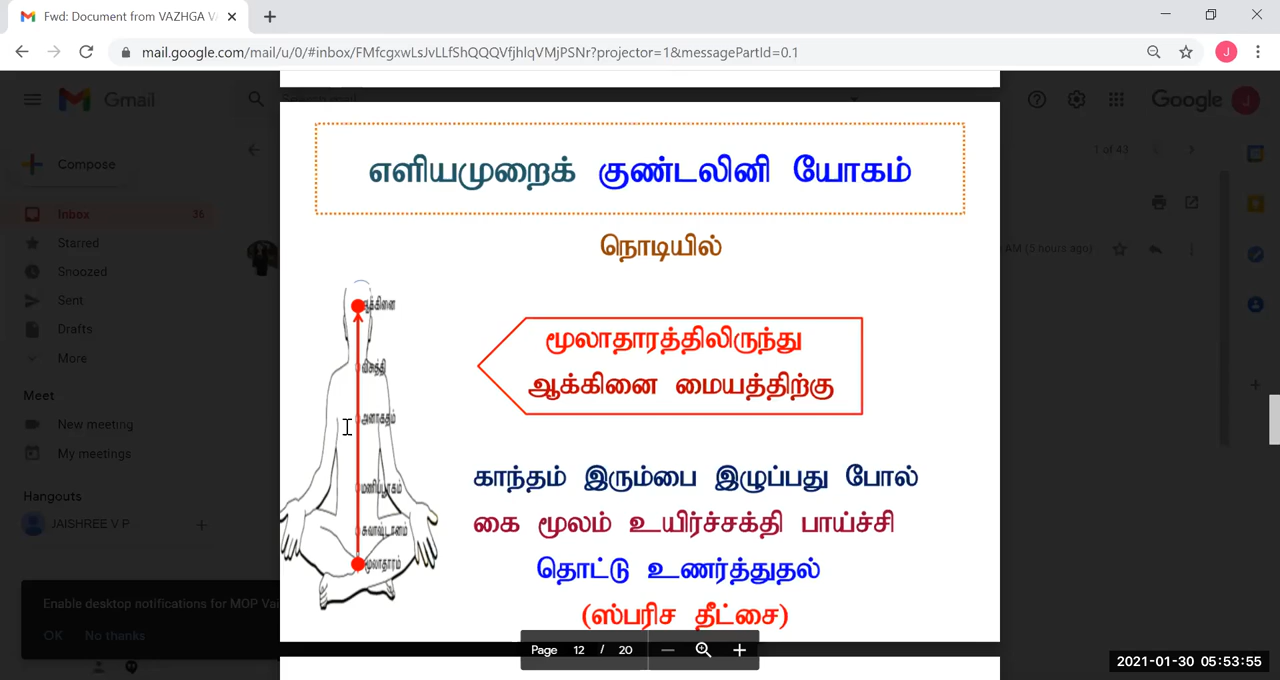 Fwd: Document from VAZHGA V
mail.google.com/mail/u/0/#inbox/FMfcgxwLsJvLLfShQQQVfjhlqVMjPSNr?projector=1&messagePartId=0.1
J
Gmail
Google
J
Compose
1 of 43
Inbox 36
Starred
AM (5 hours ago)
Snoozed
Sent
Drafts
More
Meet
New meeting
My meetings
Hangouts
JAISHREE V P
Enable desktop notifications for MOP Vai
OK No thanks
எளியமுறைக் குண்டலினி யோகம்
நொடியில்
ஆக்கினை
விசுத்தி
அனாகதம்
மணிப்பூரகம்
சுவாஷ்டானம்
மூலாதாரம்
மூலாதாரத்திலிருந்து
ஆக்கினை மையத்திற்கு
காந்தம் இரும்பை இழுப்பது போல்
கை மூலம் உயிர்ச்சக்தி பாய்ச்சி
தொட்டு உணர்த்துதல்
(ஸ்பரிச தீட்சை)
Page 12 / 20
2021-01-30 05:53:55